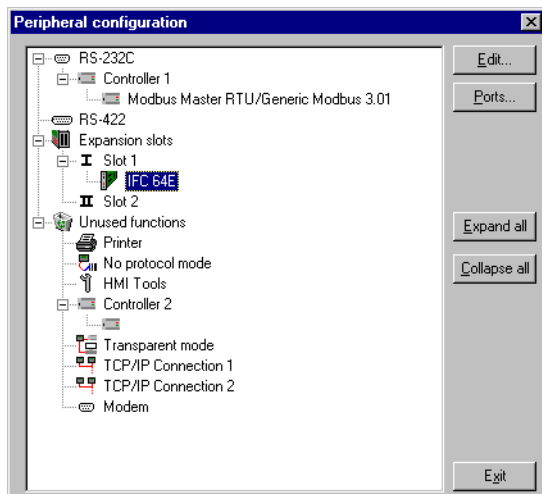 Peripheral configuration
RS-232C
Controller 1
Modbus Master RTU/Generic Modbus 3.01
RS-422
Expansion slots
I Slot 1
IFC 64E
II Slot 2
Unused functions
Printer
No protocol mode
HMI Tools
Controller 2
Transparent mode
TCP/IP Connection 1
TCP/IP Connection 2
Modem
Edit...
Ports...
Expand all
Collapse all
Exit